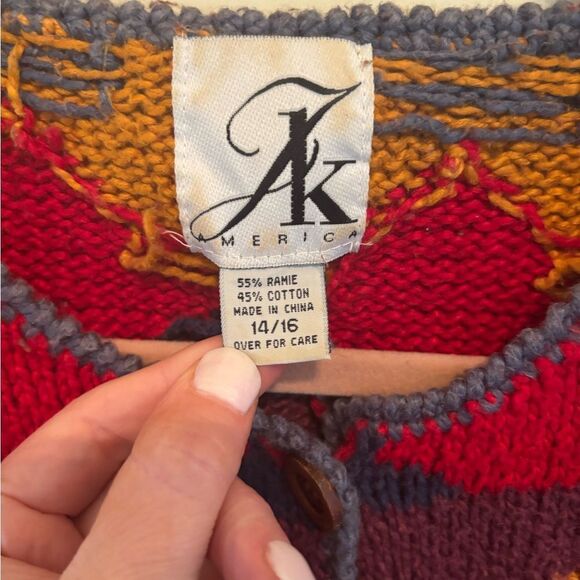 Jk
AMERICA
55% RAMIE
45% COTTON
MADE IN CHINA
14/16
OVER FOR CARE